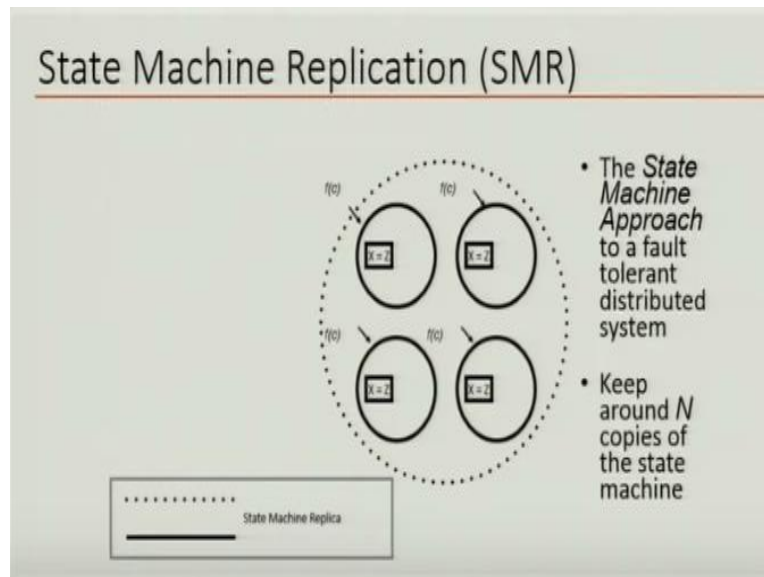 State Machine Replication (SMR)
f(c)
f(c)
X = Z
X = Z
f(c)
f(c)
X = Z
X = Z
• The State
Machine
Approach
to a fault
tolerant
distributed
system
• Keep
around N
copies of
the state
machine
State Machine Replica